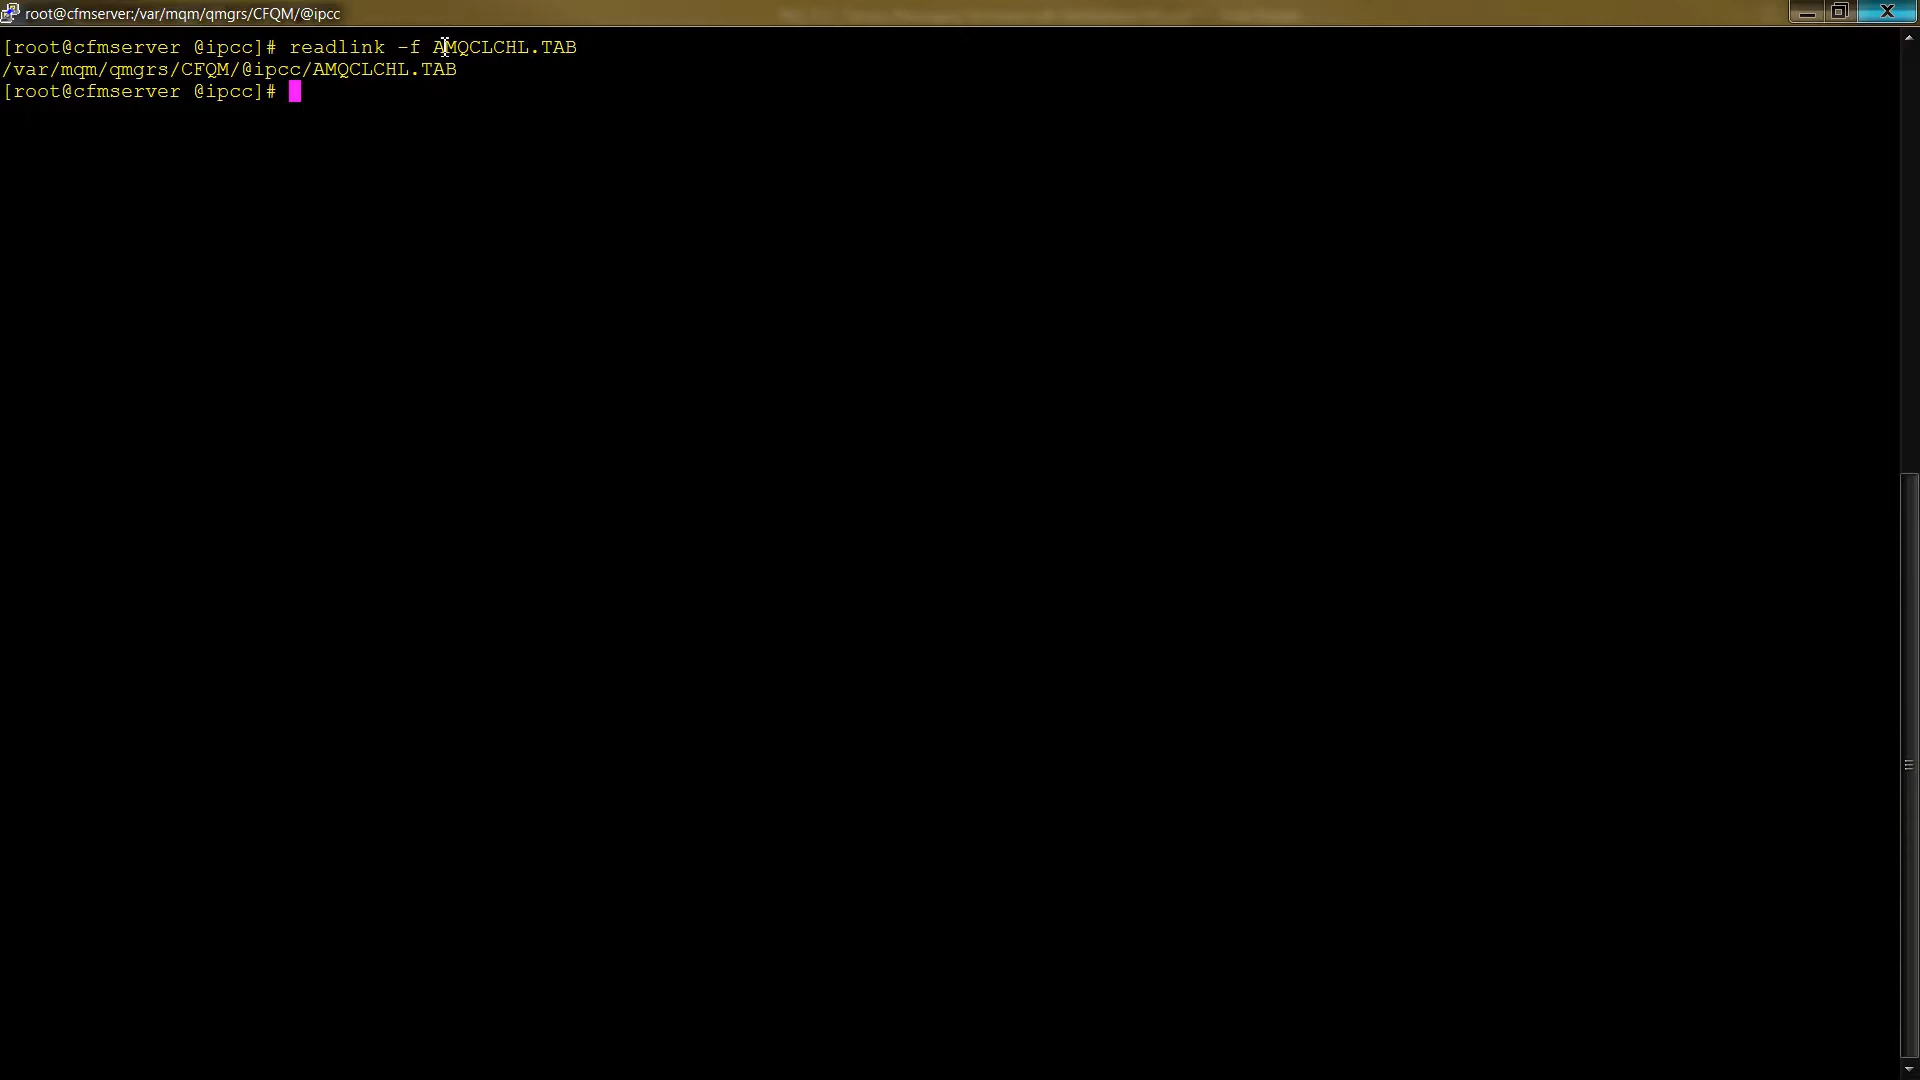 root@cfmserver:/var/mqm/qmgrs/CFQM/@ipcc
[root@cfmserver @ipcc]# readlink -f AMQCLCHL.TAB
/var/mqm/qmgrs/CFQM/@ipcc/AMQCLCHL.TAB
[root@cfmserver @ipcc]#